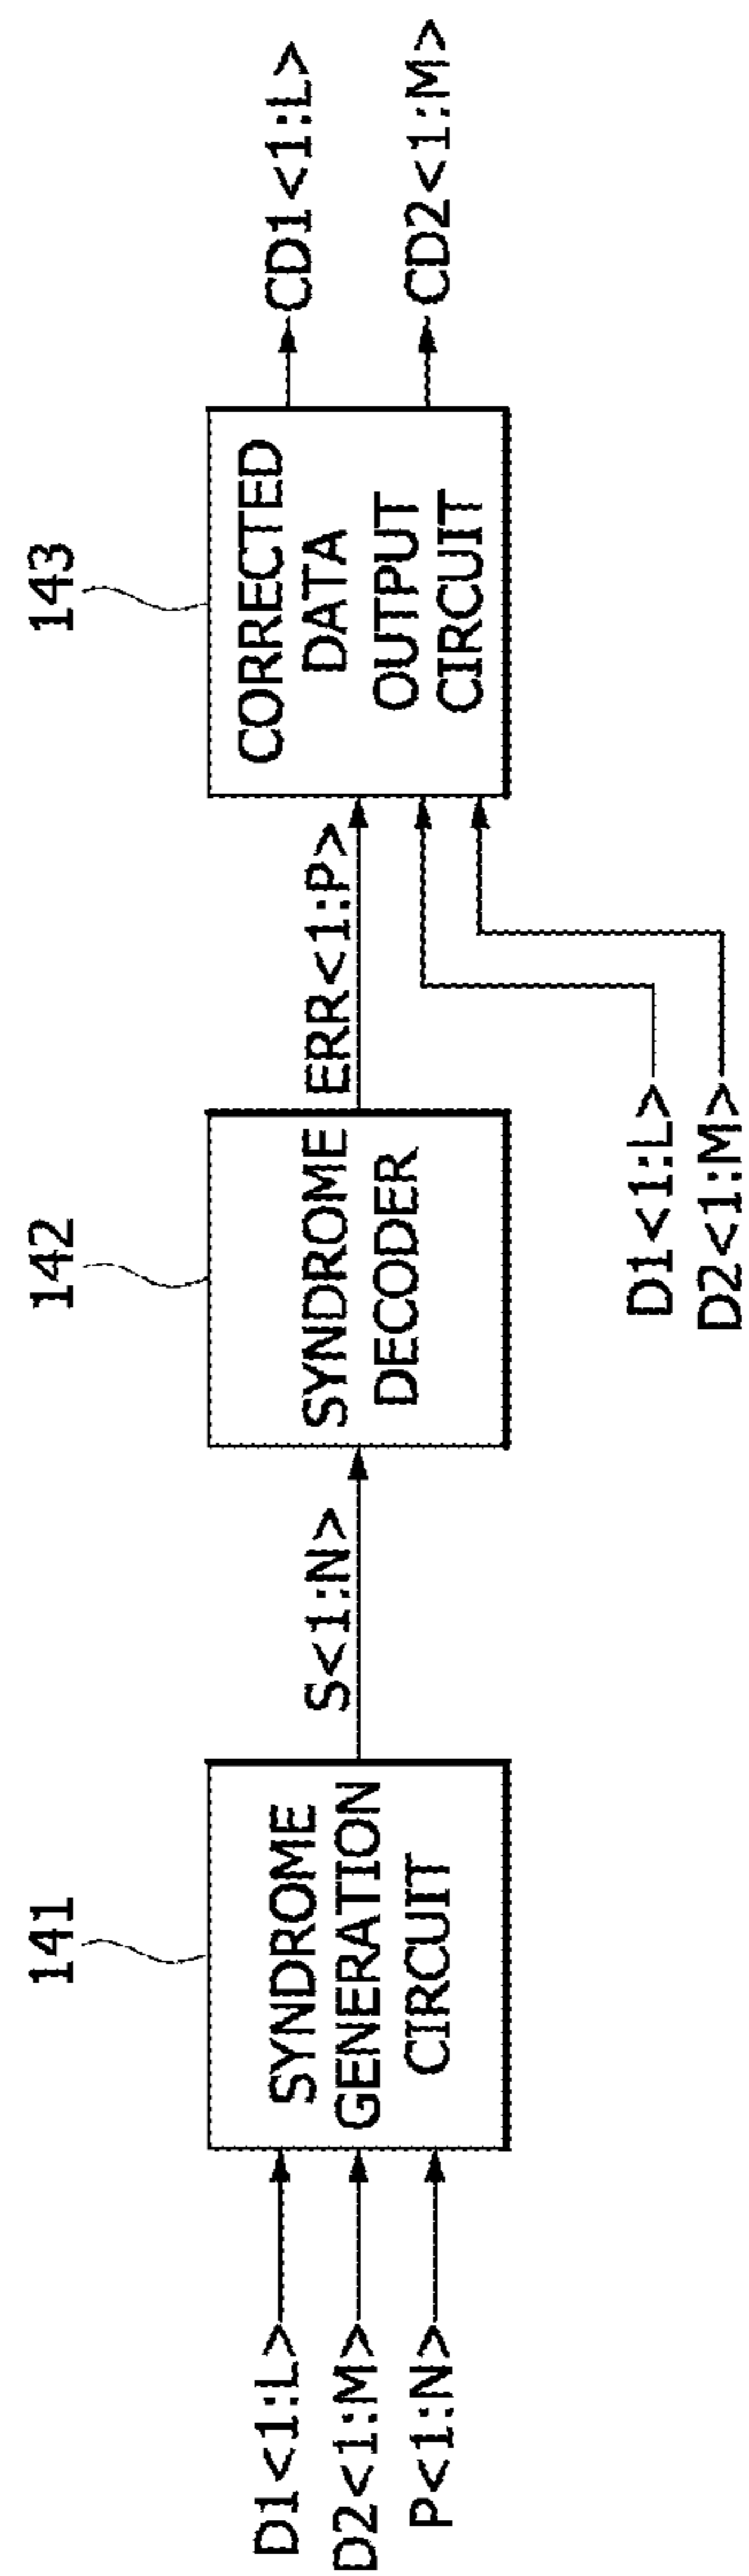 141
142
143
D1<1:L>
D2<1:M>
P<1:N>
SYNDROME
GENERATION
CIRCUIT
S<1:N>
SYNDROME
DECODER
ERR<1:P>
D1<1:L>
D2<1:M>
CORRECTED
DATA
OUTPUT
CIRCUIT
CD1<1:L>
CD2<1:M>